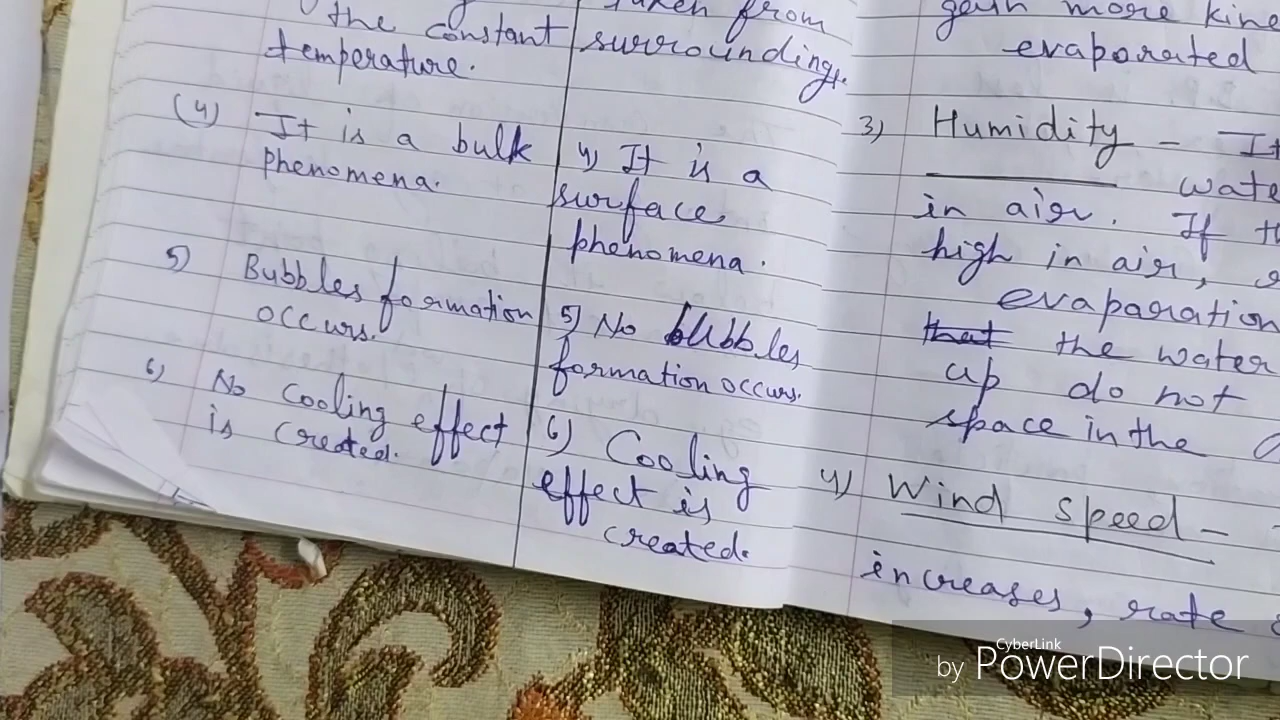 the constant
temperature.
(4) It is a bulk
phenomena.
5) Bubbles formation
occurs.
6) No cooling effect
is created.
taken from
surroundings.
4) It is a
surface
phenomena.
5) No bubbles
formation occurs.
6) Cooling
effect is
created.
gain more kine
evaporated
3) Humidity - It
wate
in air. If th
high in air,
evaparation
that the water
up do not
space in the
4) Wind speed -
increases, rate
CyberLink
by PowerDirector